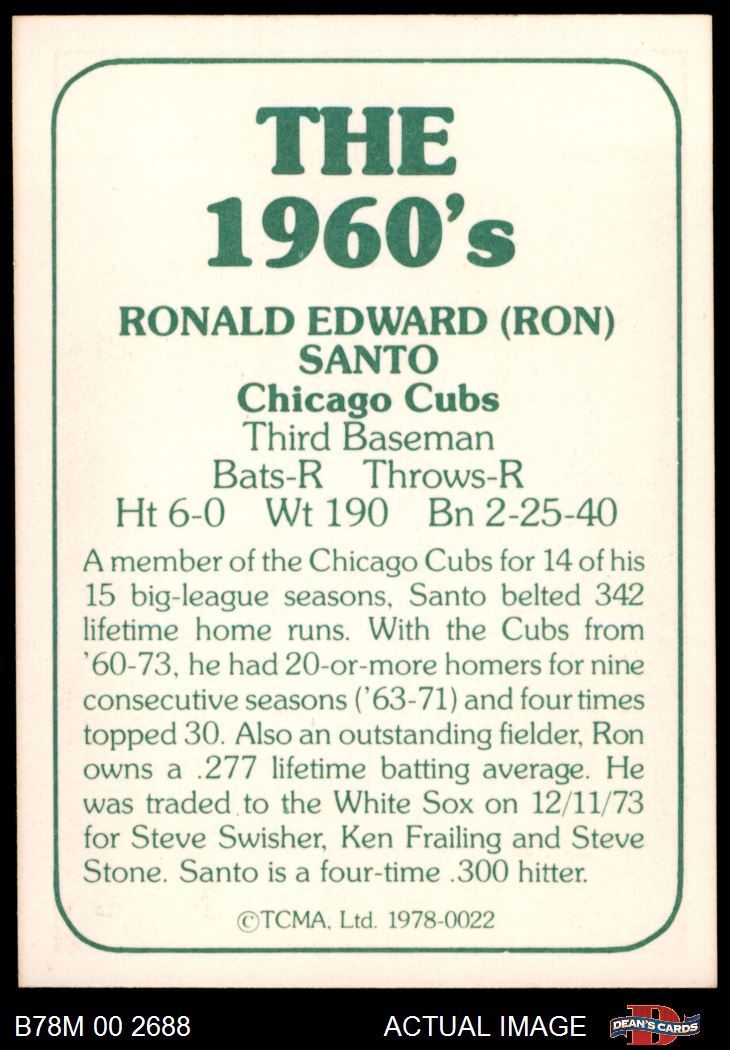 THE
1960's
RONALD EDWARD (RON)
SANTO
Chicago Cubs
Third Baseman
Bats-R Throws-R
Ht 6-0 Wt 190 Bn 2-25-40
A member of the Chicago Cubs for 14 of his
15 big-league seasons, Santo belted 342
lifetime home runs. With the Cubs from
'60-73, he had 20-or-more homers for nine
consecutive seasons ('63-71) and four times
topped 30. Also an outstanding fielder, Ron
owns a .277 lifetime batting average. He
was traded to the White Sox on 12/11/73
for Steve Swisher, Ken Frailing and Steve
Stone. Santo is a four-time .300 hitter.
©TCMA, Ltd. 1978-0022
B78M 00 2688 ACTUAL IMAGE DEAN'S CARDS